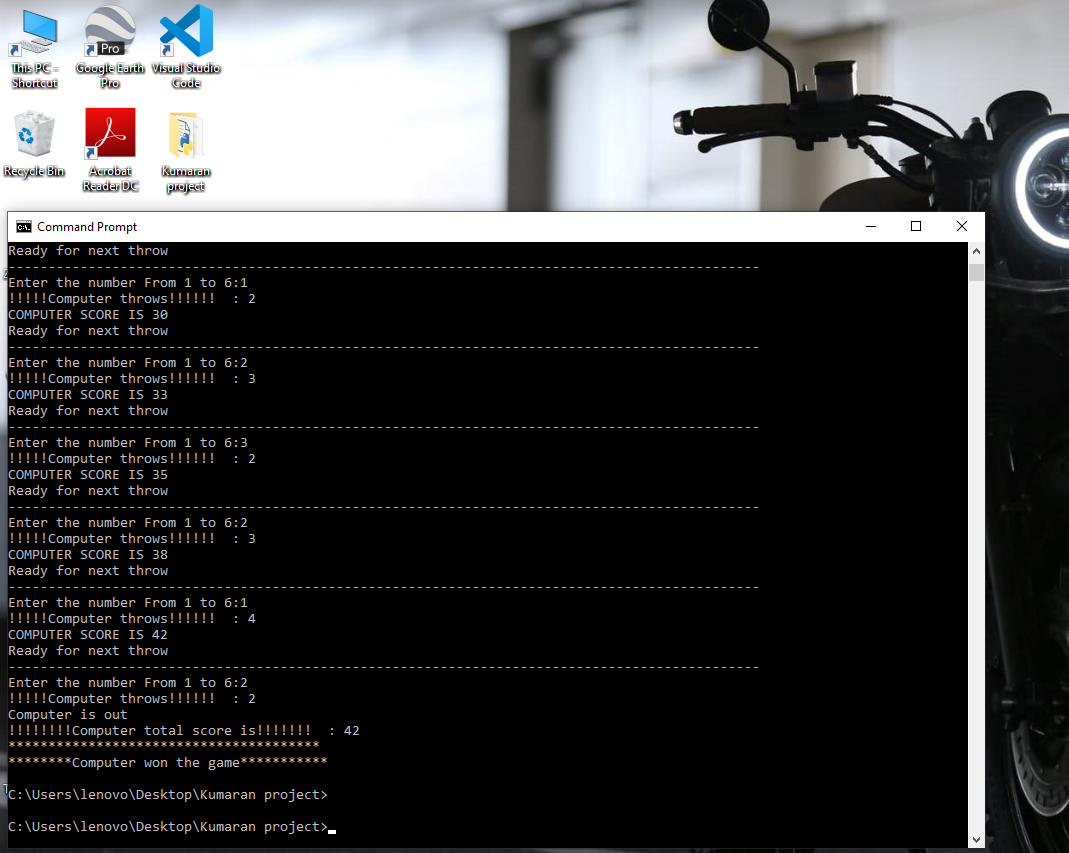 This PC -
Shortcut
Pro
Google Earth
Pro
Visual Studio
Code
Recycle Bin
Acrobat
Reader DC
Kumaran
project
C:\.
Command Prompt
Ready for next throw
----------------------------------------------------------------------------------------------
Enter the number From 1 to 6:1
!!!!!Computer throws!!!!!!  : 2
COMPUTER SCORE IS 30
Ready for next throw
----------------------------------------------------------------------------------------------
Enter the number From 1 to 6:2
!!!!!Computer throws!!!!!!  : 3
COMPUTER SCORE IS 33
Ready for next throw
----------------------------------------------------------------------------------------------
Enter the number From 1 to 6:3
!!!!!Computer throws!!!!!!  : 2
COMPUTER SCORE IS 35
Ready for next throw
----------------------------------------------------------------------------------------------
Enter the number From 1 to 6:2
!!!!!Computer throws!!!!!!  : 3
COMPUTER SCORE IS 38
Ready for next throw
----------------------------------------------------------------------------------------------
Enter the number From 1 to 6:1
!!!!!Computer throws!!!!!!  : 4
COMPUTER SCORE IS 42
Ready for next throw
----------------------------------------------------------------------------------------------
Enter the number From 1 to 6:2
!!!!!Computer throws!!!!!!  : 2
Computer is out
!!!!!!!!Computer total score is!!!!!!!  : 42
***************************************
********Computer won the game***********
C:\Users\lenovo\Desktop\Kumaran project>
C:\Users\lenovo\Desktop\Kumaran project>